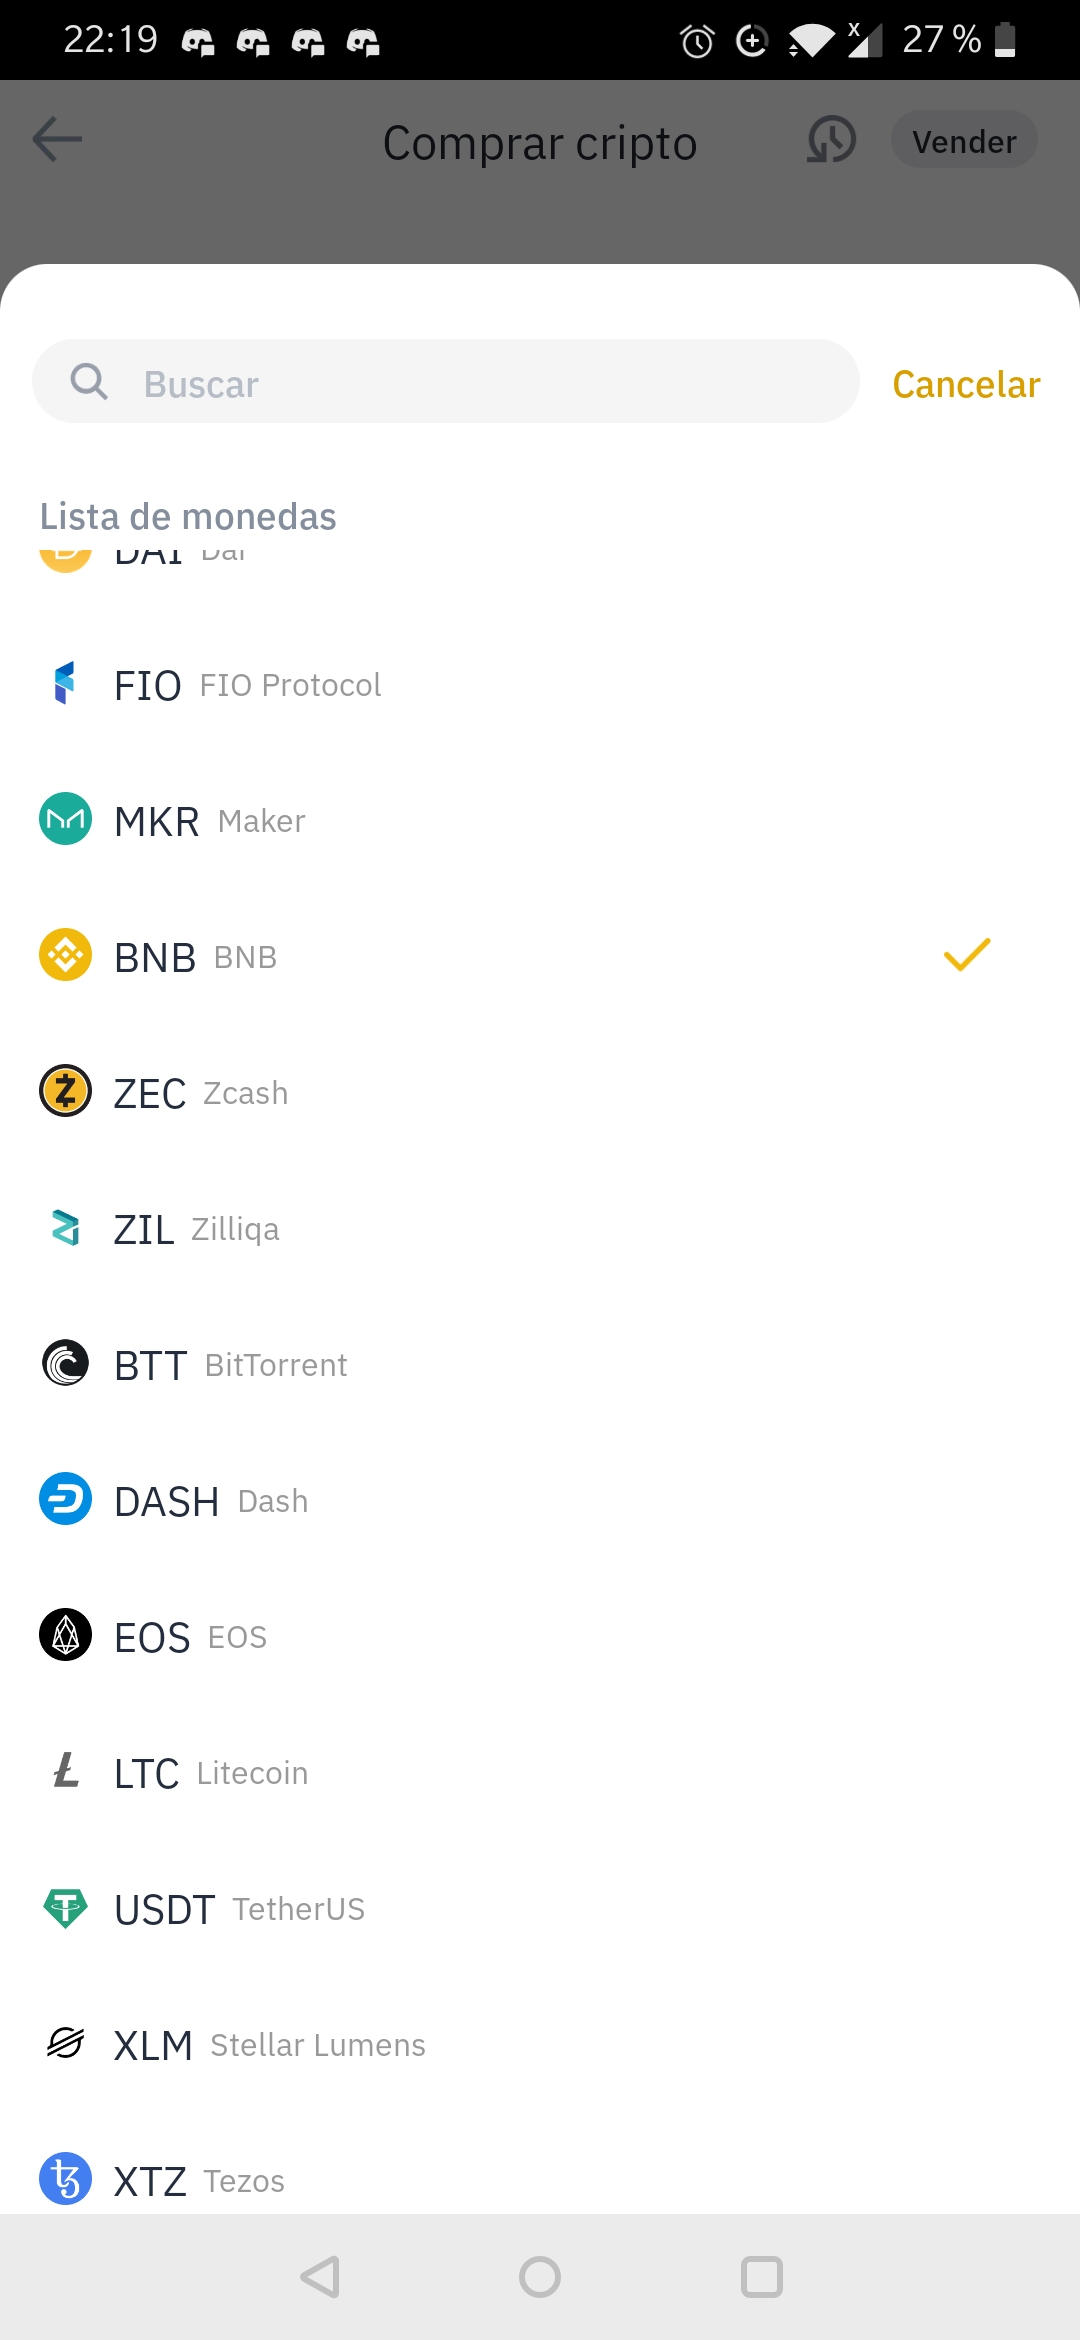 22:19 27 %
Comprar cripto Vender
Buscar Cancelar
Lista de monedas
DAI Dai
FIO FIO Protocol
MKR Maker
BNB BNB
ZEC Zcash
ZIL Zilliqa
BTT BitTorrent
DASH Dash
EOS EOS
LTC Litecoin
USDT TetherUS
XLM Stellar Lumens
XTZ Tezos